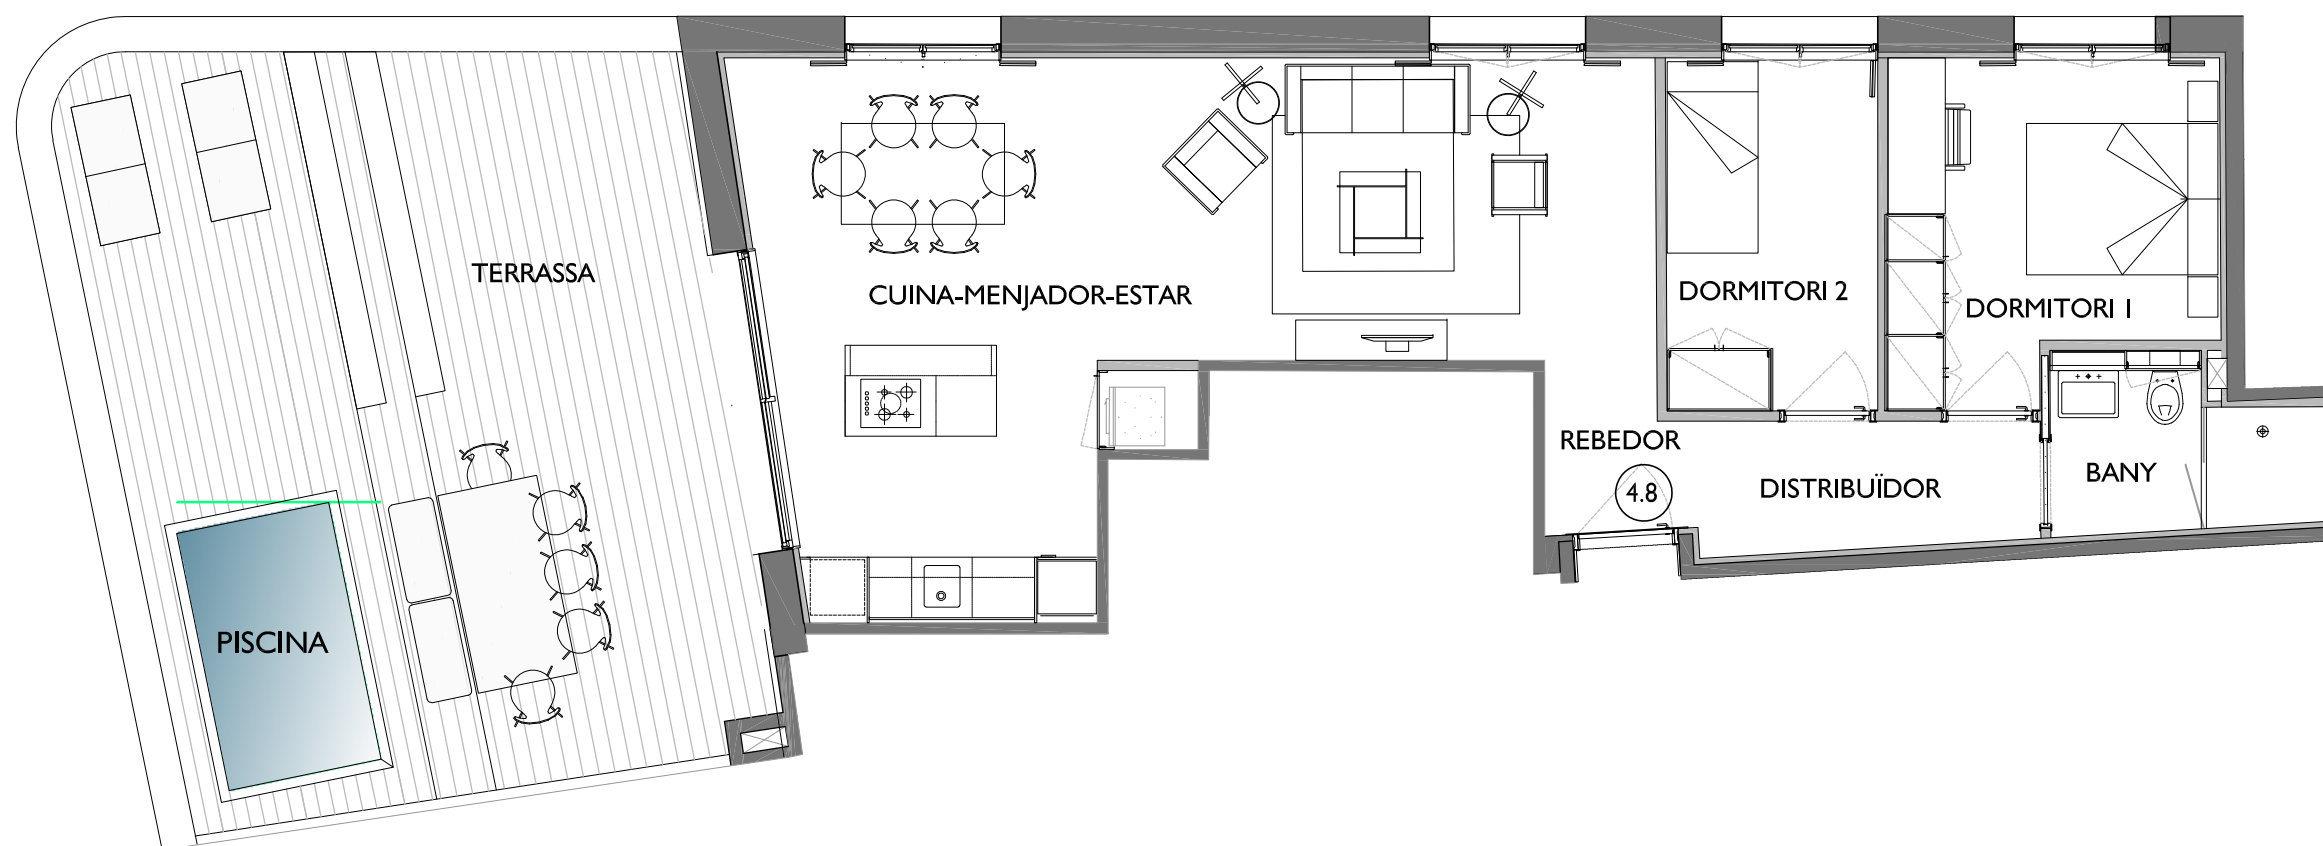 TERRASSA
CUINA-MENJADOR-ESTAR
DORMITORI 2
DORMITORI 1
REBEDOR
4.8
DISTRIBUÏDOR
BANY
PISCINA